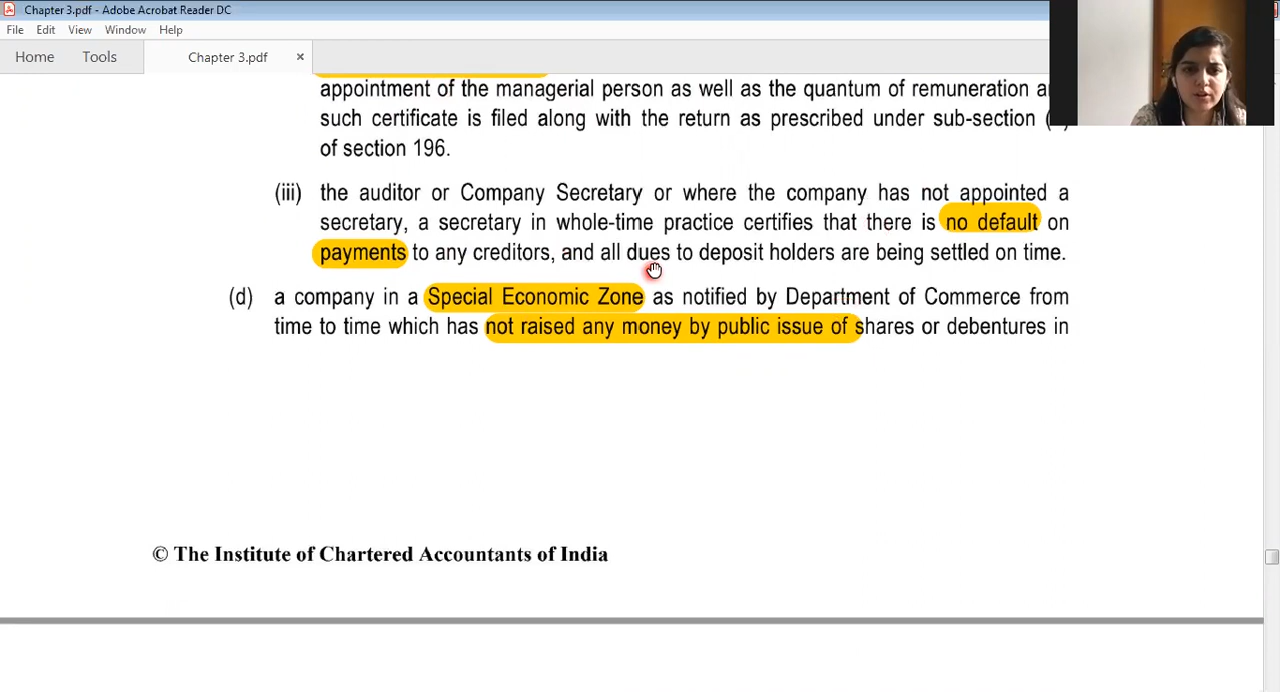 Chapter 3.pdf - Adobe Acrobat Reader DC
File Edit View Window Help
Home Tools Chapter 3.pdf ×
appointment of the managerial person as well as the quantum of remuneration
such certificate is filed along with the return as prescribed under sub-section
of section 196.
(iii) the auditor or Company Secretary or where the company has not appointed a
secretary, a secretary in whole-time practice certifies that there is no default on
payments to any creditors, and all dues to deposit holders are being settled on time.
(d) a company in a Special Economic Zone as notified by Department of Commerce from
time to time which has not raised any money by public issue of shares or debentures in
© The Institute of Chartered Accountants of India